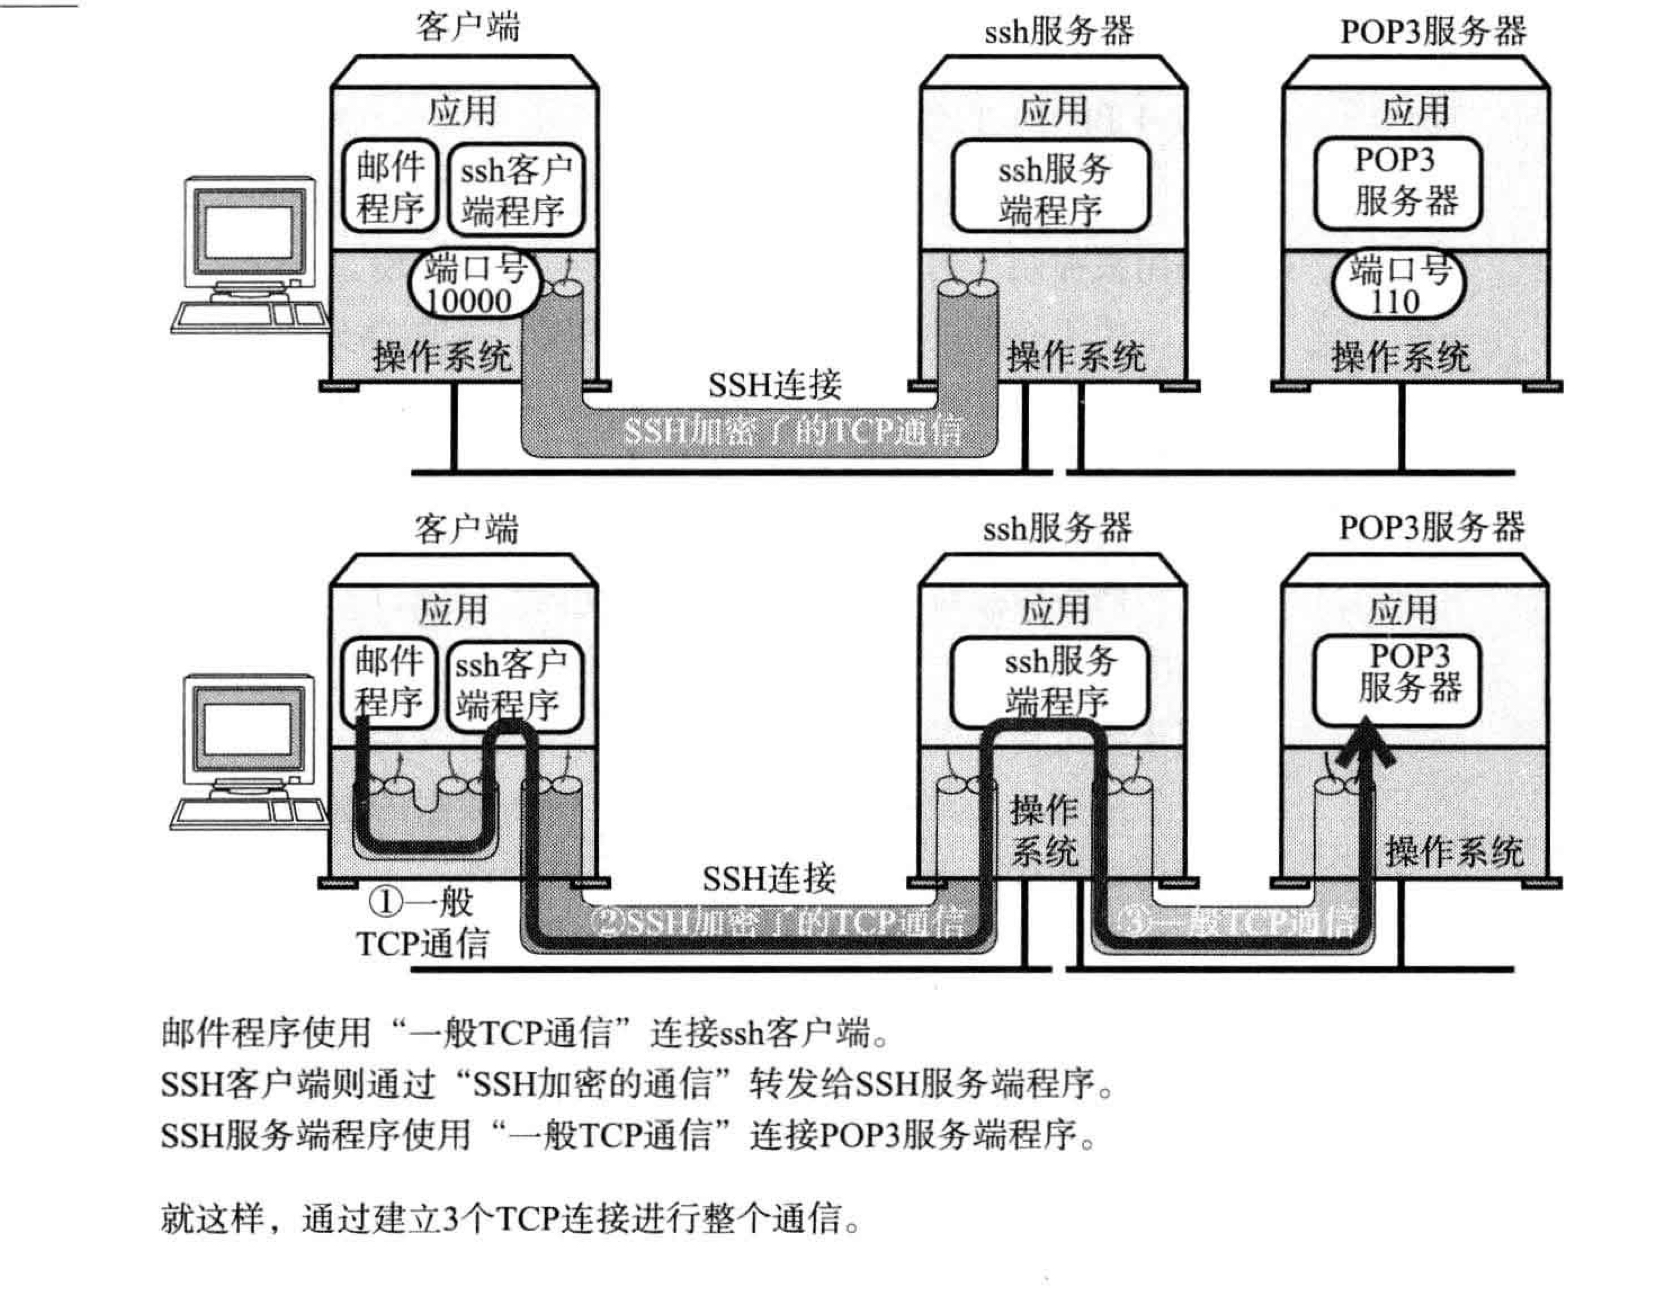 客户端
ssh服务器
POP3服务器
应用
应用
应用
邮件
程序
ssh客户
端程序
ssh服务
端程序
POP3
服务器
端口号
10000
端口号
110
操作系统
操作系统
操作系统
SSH连接
SSH加密了的TCP通信
客户端
ssh服务器
POP3服务器
应用
应用
应用
邮件
程序
ssh客户
端程序
ssh服务
端程序
POP3
服务器
操作
系统
操作系统
SSH连接
①一般
TCP通信
②SSH加密了的TCP通信
③一般TCP通信
邮件程序使用“一般TCP通信”连接ssh客户端。
SSH客户端则通过“SSH加密的通信”转发给SSH服务端程序。
SSH服务端程序使用“一般TCP通信”连接POP3服务端程序。
就这样，通过建立3个TCP连接进行整个通信。